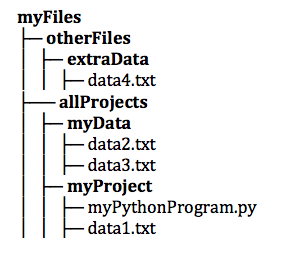 myFiles
otherFiles
extraData
data4.txt
allProjects
myData
data2.txt
data3.txt
myProject
myPythonProgram.py
data1.txt